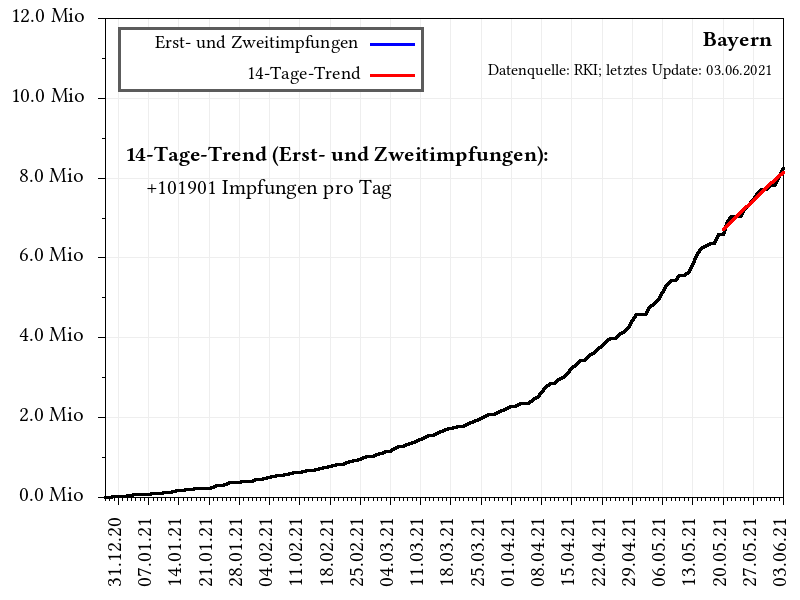 12.0 Mio
10.0 Mio
8.0 Mio
6.0 Mio
4.0 Mio
2.0 Mio
0.0 Mio
Erst- und Zweitimpfungen
14-Tage-Trend
Bayern
Datenquelle: RKI; letztes Update: 03.06.2021
14-Tage-Trend (Erst- und Zweitimpfungen):
+101901 Impfungen pro Tag
31.12.20
07.01.21
14.01.21
21.01.21
28.01.21
04.02.21
11.02.21
18.02.21
25.02.21
04.03.21
11.03.21
18.03.21
25.03.21
01.04.21
08.04.21
15.04.21
22.04.21
29.04.21
06.05.21
13.05.21
20.05.21
27.05.21
03.06.21